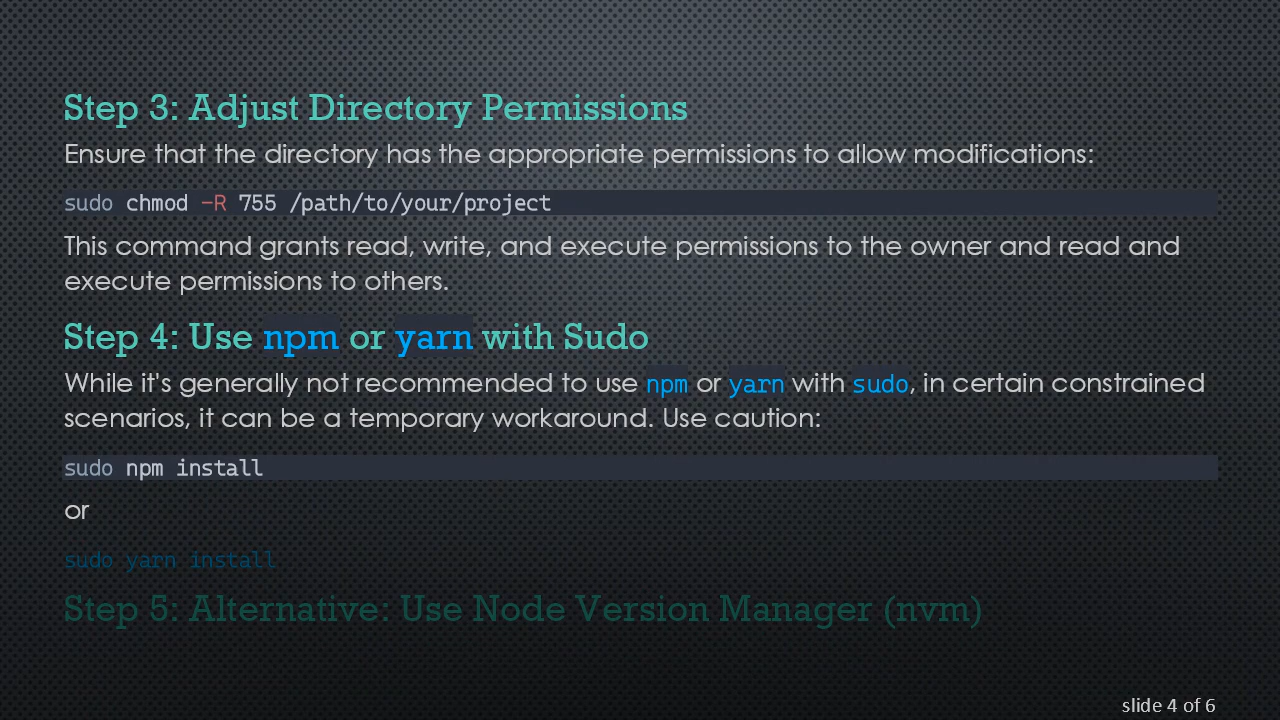 Step 3: Adjust Directory Permissions
Ensure that the directory has the appropriate permissions to allow modifications:
sudo chmod -R 755 /path/to/your/project
This command grants read, write, and execute permissions to the owner and read and
execute permissions to others.
Step 4: Use npm or yarn with Sudo
While it's generally not recommended to use npm or yarn with sudo, in certain constrained
scenarios, it can be a temporary workaround. Use caution:
sudo npm install
or
sudo yarn install
Step 5: Alternative: Use Node Version Manager (nvm)
slide 4 of 6